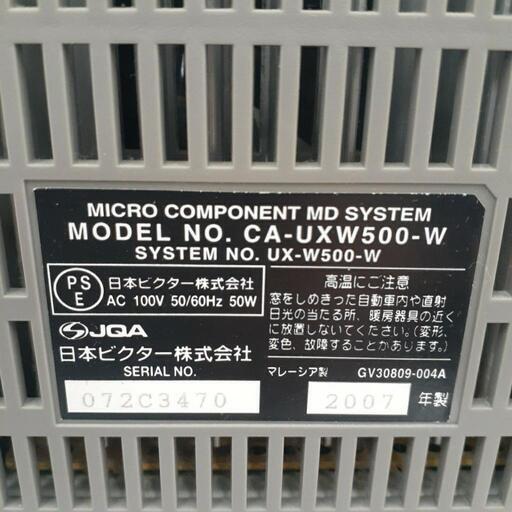 MICRO COMPONENT MD SYSTEM
MODEL NO. CA-UXW500-W
SYSTEM NO. UX-W500-W
PS
E
日本ビクター株式会社
AC 100V 50/60Hz 50W
JQA
日本ビクター株式会社
SERIAL NO.
072C3470
高温にご注意
窓をしめきった自動車内や直射
日光の当たる所、暖房器具の近く
に放置しないてください。（変形、
変色、故障することがあります。）
マレーシア製 GV30809-004A
2007 年製